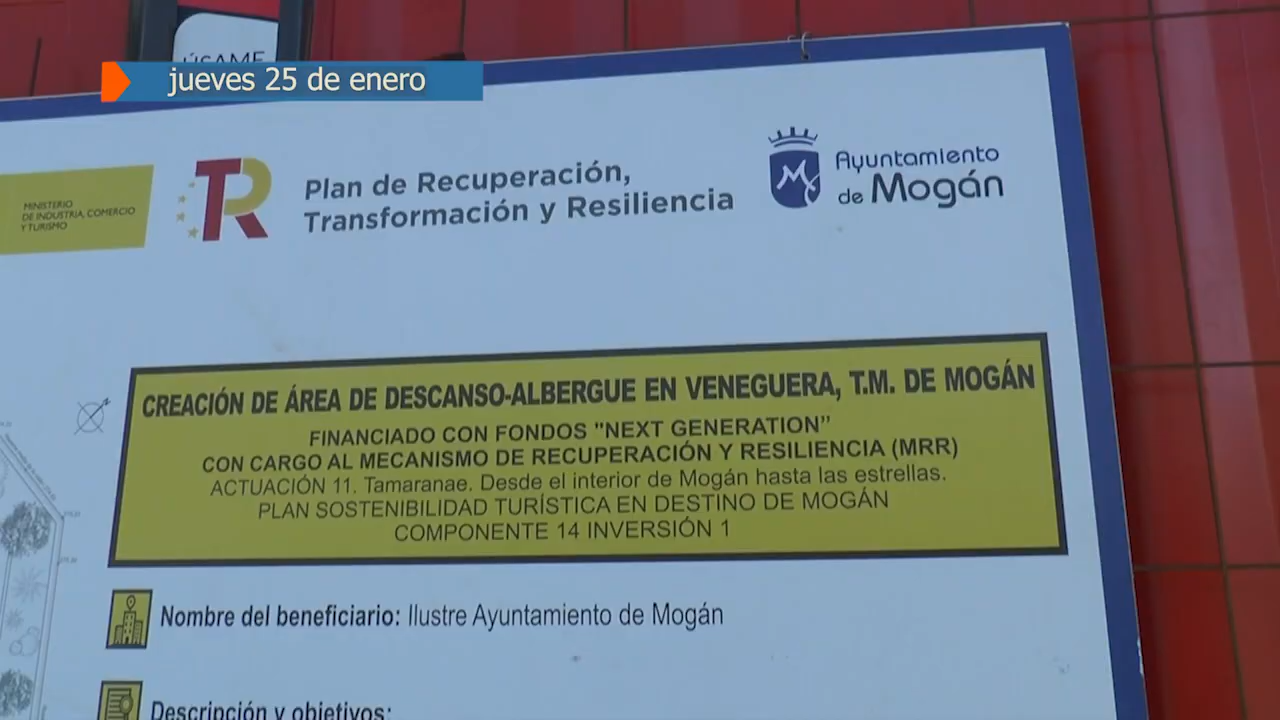 ÚSAME
jueves 25 de enero
MINISTERIO
DE INDUSTRIA, COMERCIO
Y TURISMO
TR
Plan de Recuperación,
Transformación y Resiliencia
Ayuntamiento
de Mogán
CREACIÓN DE ÁREA DE DESCANSO-ALBERGUE EN VENEGUERA, T.M. DE MOGÁN
FINANCIADO CON FONDOS "NEXT GENERATION”
CON CARGO AL MECANISMO DE RECUPERACIÓN Y RESILIENCIA (MRR)
ACTUACIÓN 11. Tamaranae. Desde el interior de Mogán hasta las estrellas.
PLAN SOSTENIBILIDAD TURÍSTICA EN DESTINO DE MOGÁN
COMPONENTE 14 INVERSIÓN 1
Nombre del beneficiario: Ilustre Ayuntamiento de Mogán
Descripción y objetivos: